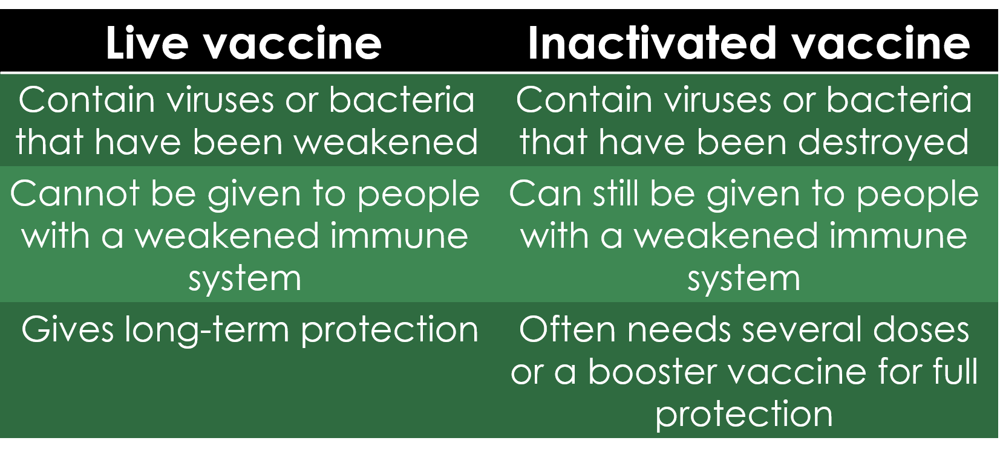 Live vaccine
Inactivated vaccine
Contain viruses or bacteria
that have been weakened
Contain viruses or bacteria
that have been destroyed
Cannot be given to people
with a weakened immune
system
Can still be given to people
with a weakened immune
system
Gives long-term protection
Often needs several doses
or a booster vaccine for full
protection